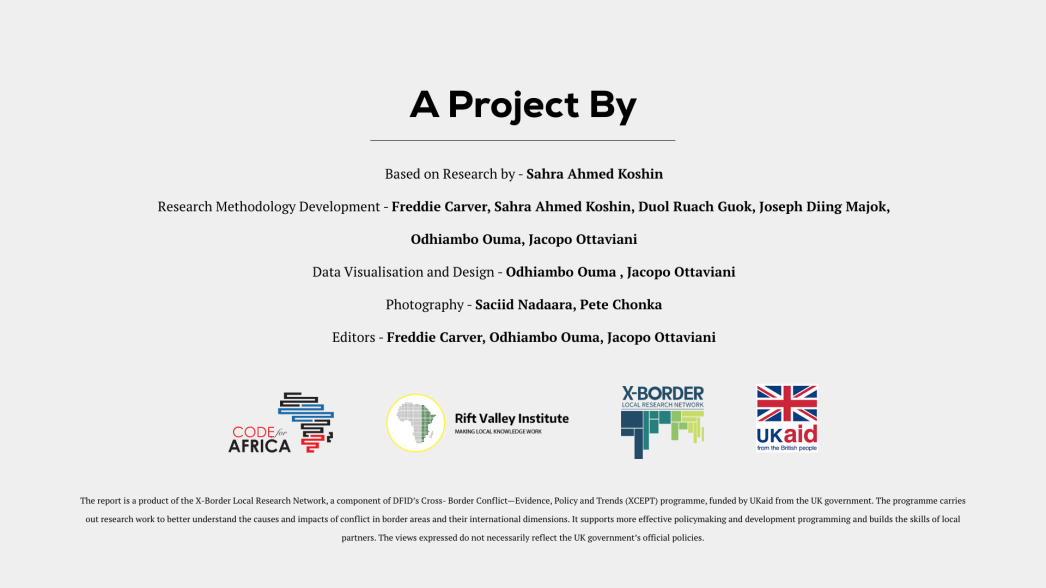 A Project By
Based on Research by - Sahra Ahmed Koshin
Research Methodology Development - Freddie Carver, Sahra Ahmed Koshin, Duol Ruach Guok, Joseph Diing Majok,
Odhiambo Ouma, Jacopo Ottaviani
Data Visualisation and Design - Odhiambo Ouma , Jacopo Ottaviani
Photography - Saciid Nadaara, Pete Chonka
Editors - Freddie Carver, Odhiambo Ouma, Jacopo Ottaviani
CODE for
AFRICA
Rift Valley Institute
MAKING LOCAL KNOWLEDGE WORK
X-BORDER
LOCAL RESEARCH NETWORK
UKaid
from the British people
The report is a product of the X-Border Local Research Network, a component of DFID's Cross- Border Conflict—Evidence, Policy and Trends (XCEPT) programme, funded by UKaid from the UK government. The programme carries
out research work to better understand the causes and impacts of conflict in border areas and their international dimensions. It supports more effective policymaking and development programming and builds the skills of local
partners. The views expressed do not necessarily reflect the UK government's official policies.